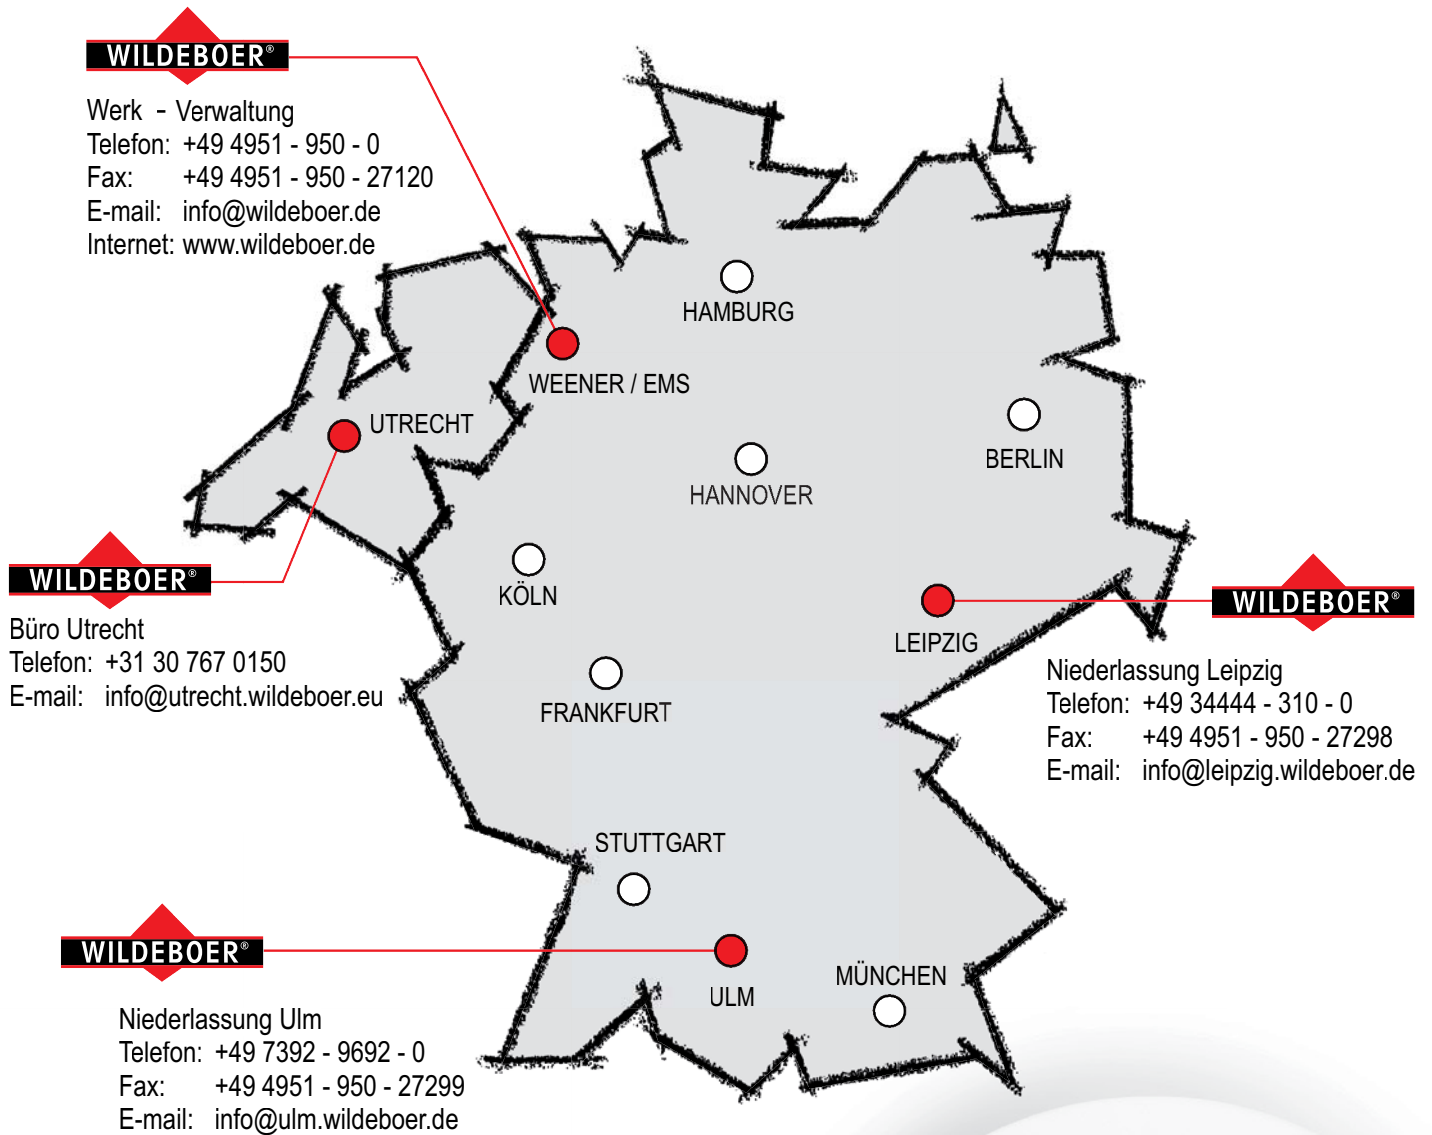 WILDEBOER®
Werk - Verwaltung
Telefon: +49 4951 - 950 - 0
Fax: +49 4951 - 950 - 27120
E-mail: info@wildeboer.de
Internet: www.wildeboer.de
HAMBURG
WEENER / EMS
UTRECHT
BERLIN
HANNOVER
WILDEBOER®
Büro Utrecht
Telefon: +31 30 767 0150
E-mail: info@utrecht.wildeboer.eu
KÖLN
LEIPZIG
WILDEBOER®
Niederlassung Leipzig
Telefon: +49 34444 - 310 - 0
Fax: +49 4951 - 950 - 27298
E-mail: info@leipzig.wildeboer.de
FRANKFURT
STUTTGART
WILDEBOER®
Niederlassung Ulm
Telefon: +49 7392 - 9692 - 0
Fax: +49 4951 - 950 - 27299
E-mail: info@ulm.wildeboer.de
ULM
MÜNCHEN